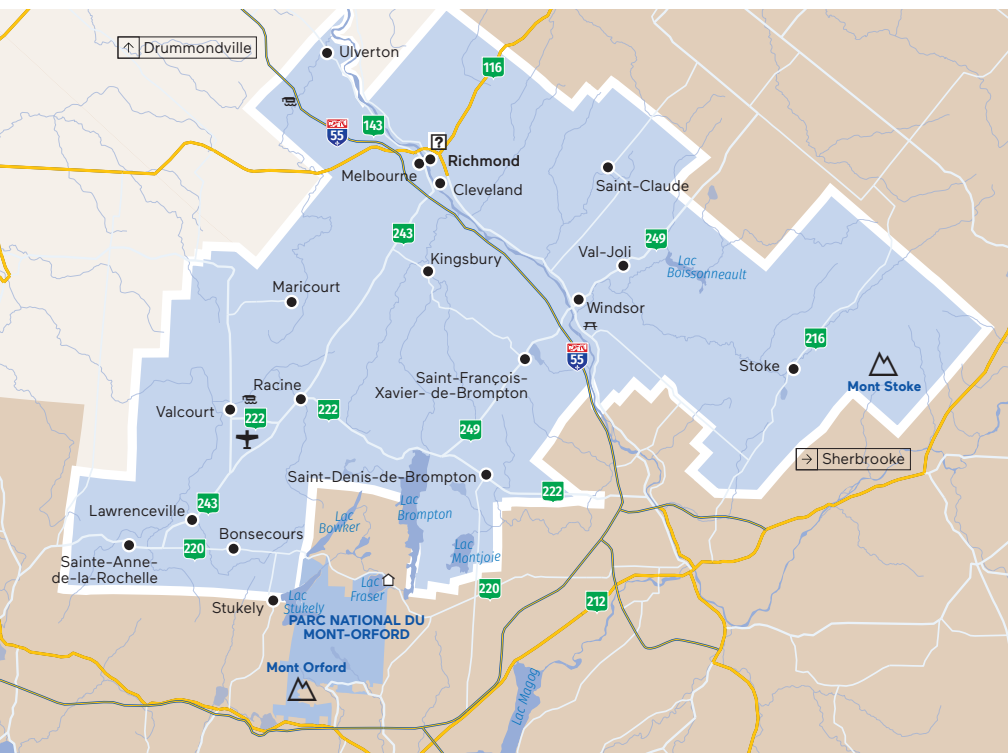 ↑ Drummondville
Ulverton
116
143
55
?
Richmond
Melbourne
Cleveland
Saint-Claude
243
249
Val-Joli
Lac
Boissonneault
Kingsbury
Maricourt
Windsor
216
55
Stoke
Mont Stoke
Saint-François-
Xavier- de-Brompton
Racine
Valcourt
222
222
249
→ Sherbrooke
Saint-Denis-de-Brompton
222
243
Lac
Brompton
Lawrenceville
Lac
Bowker
Bonsecours
220
Lac
Montjoie
Sainte-Anne-
de-la-Rochelle
Lac
Fraser
220
Lac
Stukely
212
Stukely
PARC NATIONAL DU
MONT-ORFORD
Mont Orford
Lac Magog